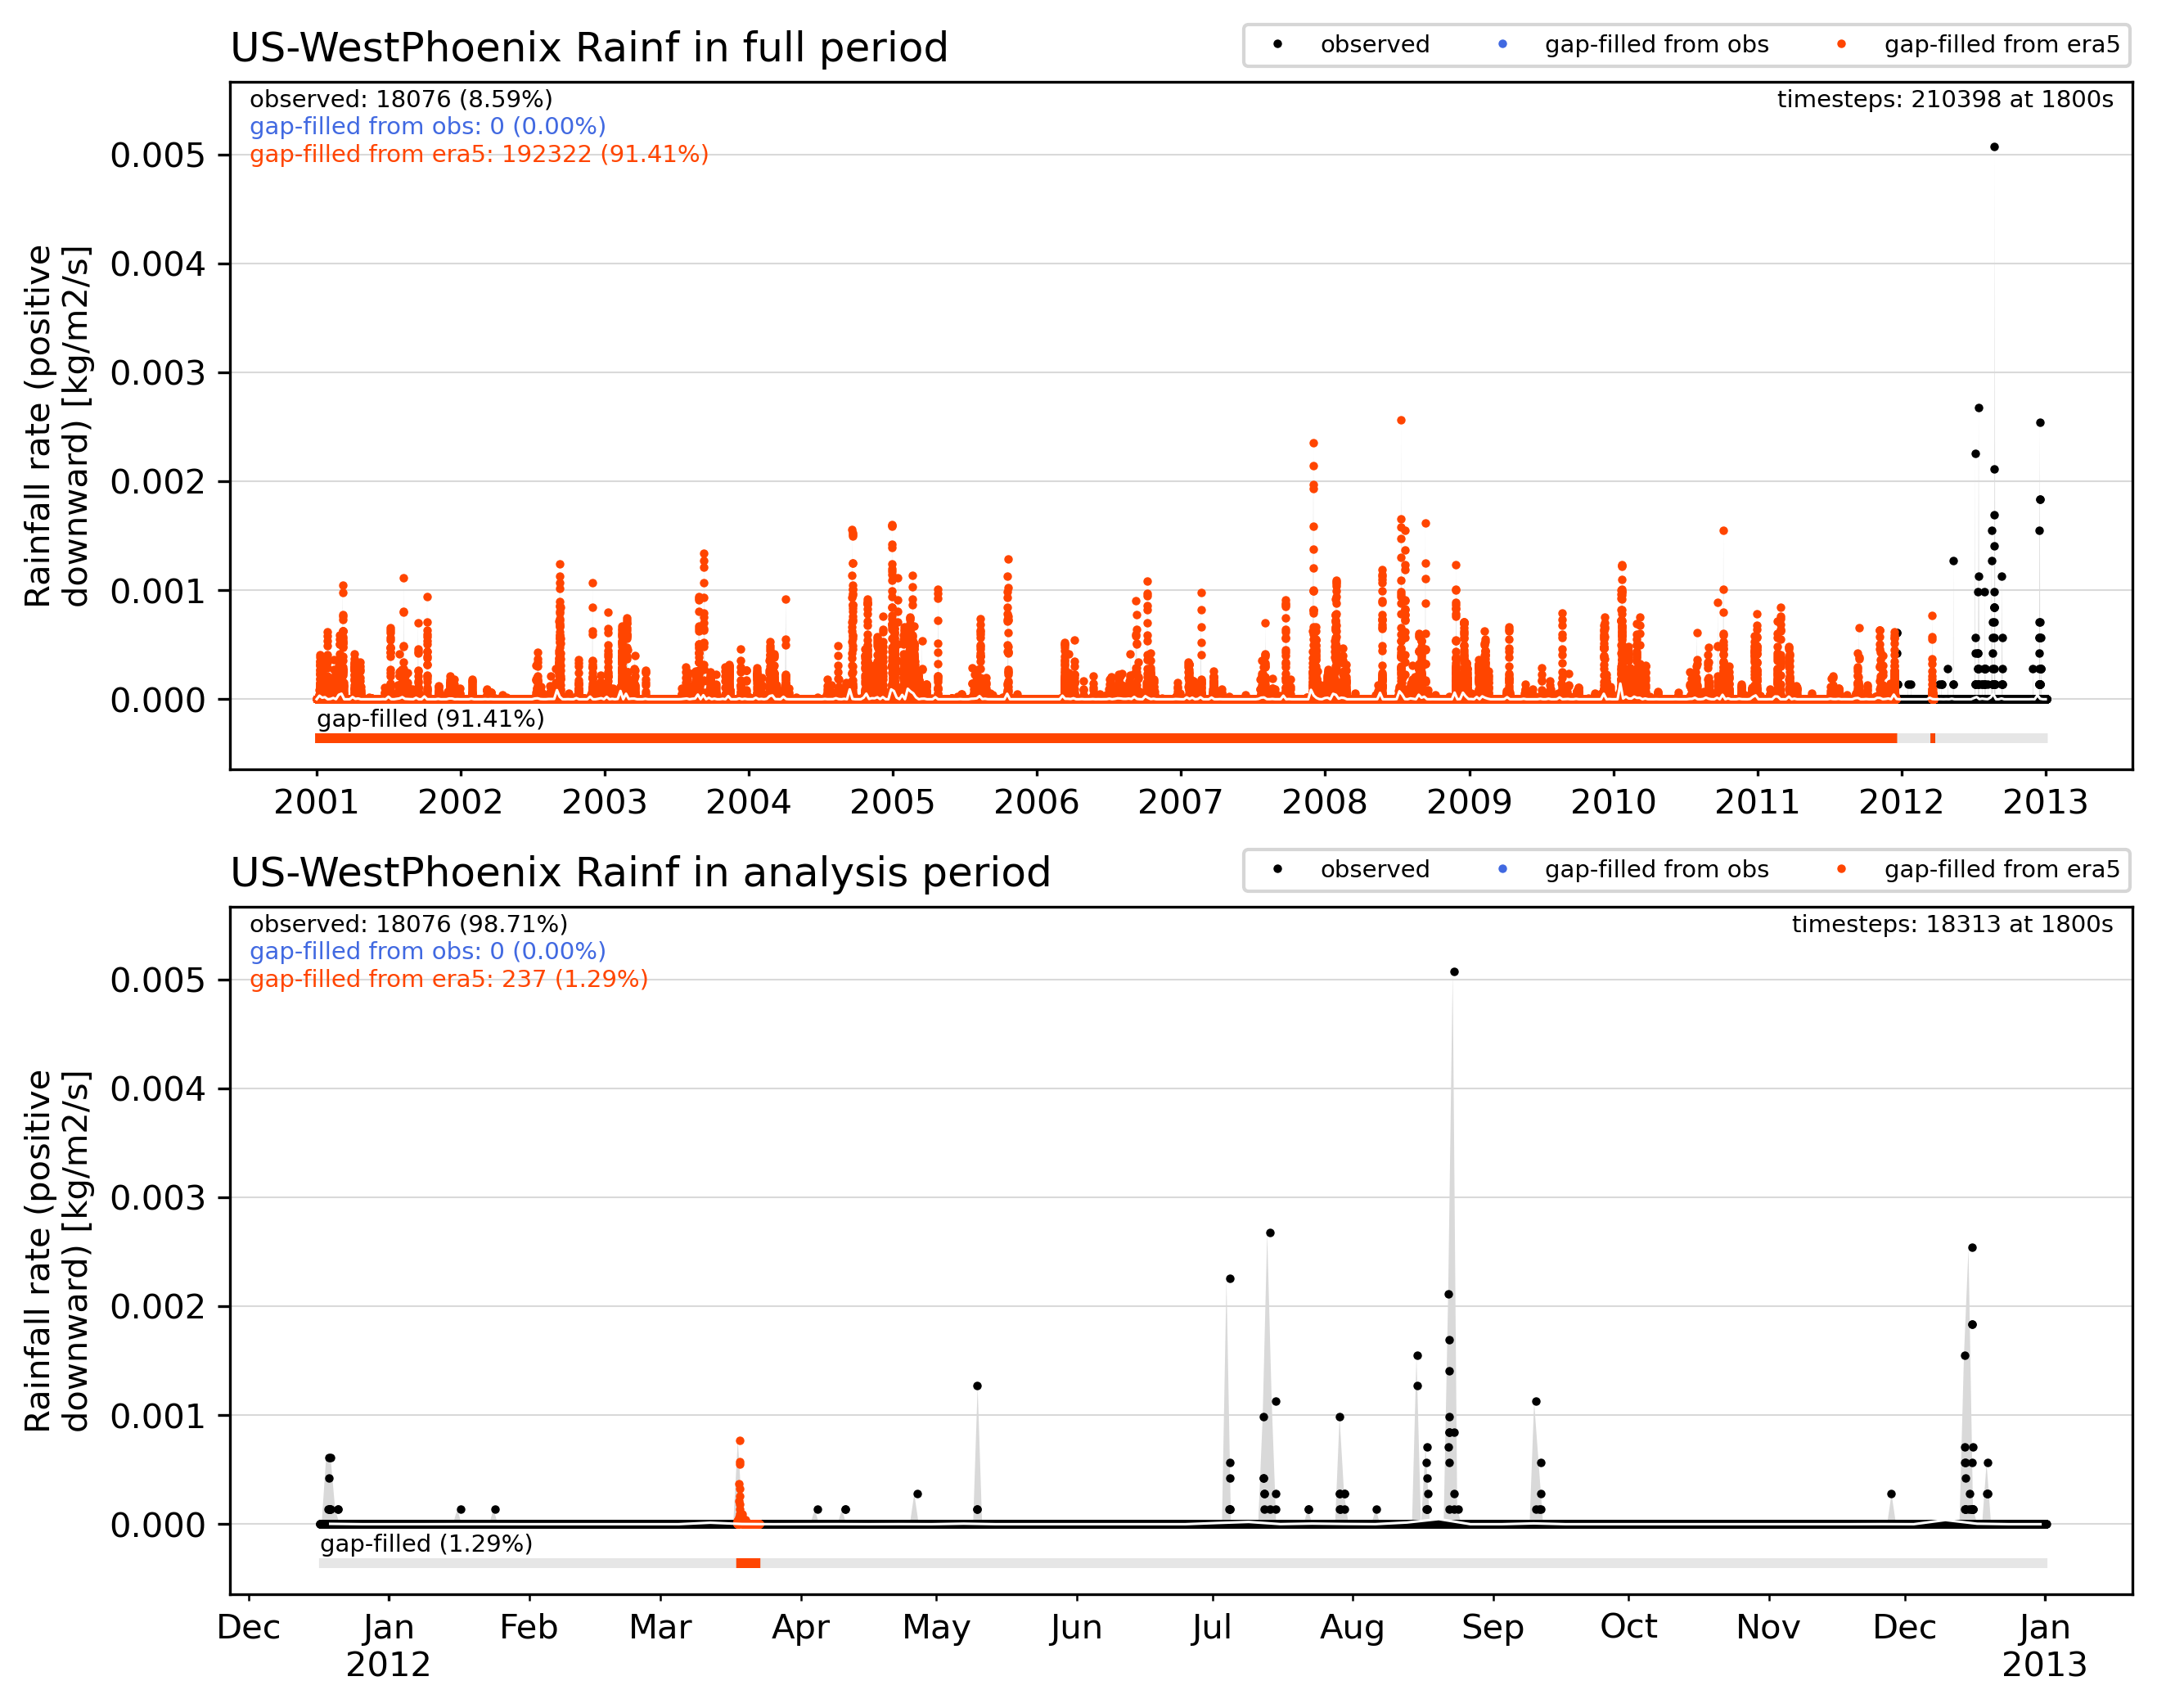 US-WestPhoenix Rainf in full period
observed
gap-filled from obs
gap-filled from era5
observed: 18076 (8.59%)
gap-filled from obs: 0 (0.00%)
gap-filled from era5: 192322 (91.41%)
timesteps: 210398 at 1800s
Rainfall rate (positive
downward) [kg/m2/s]
0.005
0.004
0.003
0.002
0.001
0.000
gap-filled (91.41%)
2001 2002 2003 2004 2005 2006 2007 2008 2009 2010 2011 2012 2013
US-WestPhoenix Rainf in analysis period
observed
gap-filled from obs
gap-filled from era5
observed: 18076 (98.71%)
gap-filled from obs: 0 (0.00%)
gap-filled from era5: 237 (1.29%)
timesteps: 18313 at 1800s
Rainfall rate (positive
downward) [kg/m2/s]
0.005
0.004
0.003
0.002
0.001
0.000
gap-filled (1.29%)
Dec Jan Feb Mar Apr May Jun Jul Aug Sep Oct Nov Dec Jan
2012 2013